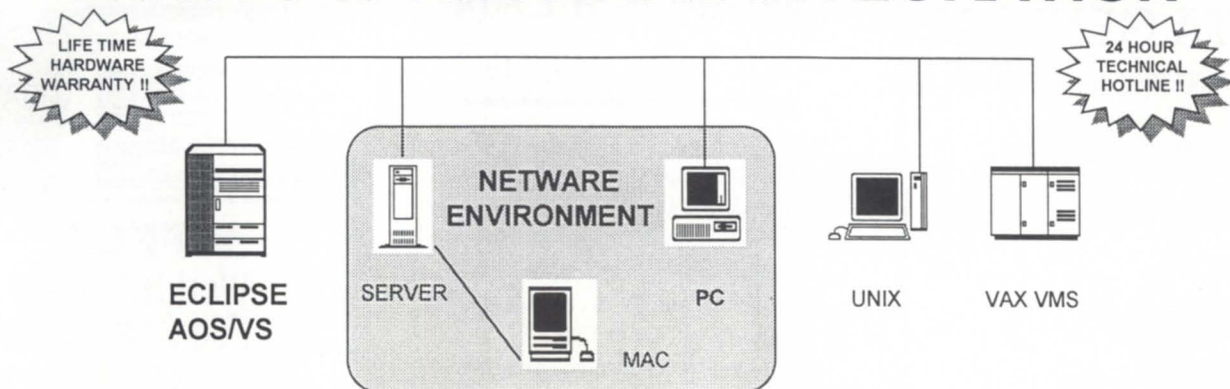 LIFE TIME
HARDWARE
WARRANTY !!
24 HOUR
TECHNICAL
HOTLINE !!
NETWARE
ENVIRONMENT
ECLIPSE
AOS/VS
SERVER
MAC
PC
UNIX
VAX VMS